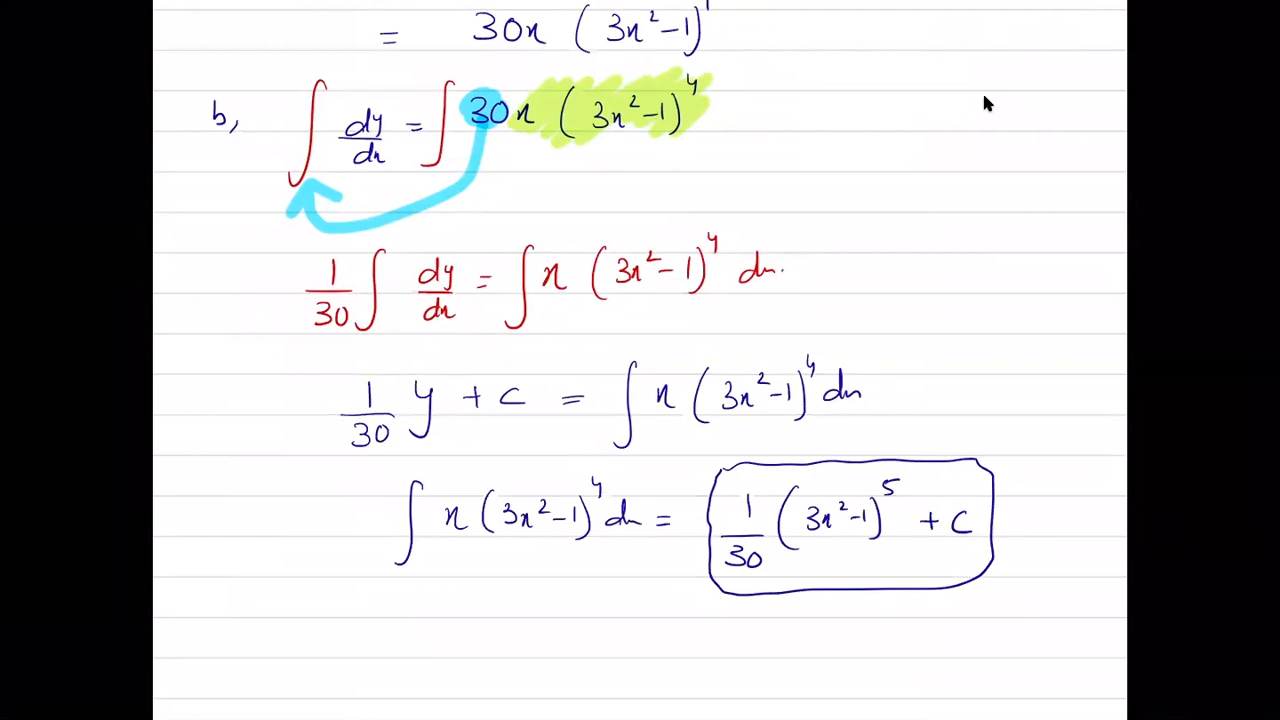 = 30x (3x²-1)
b, ∫ dy/dx = ∫ 30x (3x²-1)⁴
1/30 ∫ dy/dx = ∫ x (3x²-1)⁴ dx.
1/30 y + c = ∫ x (3x²-1)⁴ dx
∫ x (3x²-1)⁴ dx = 1/30 (3x²-1)⁵ + c